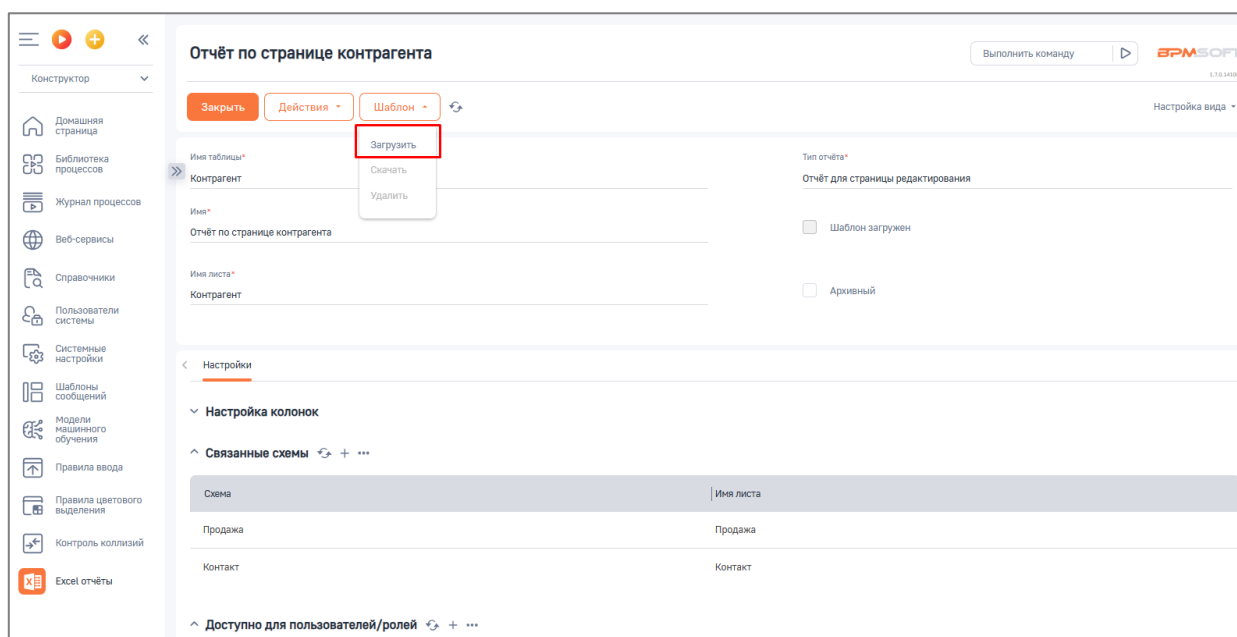 Отчёт по странице контрагента
Выполнить команду
BPMSOFT
Конструктор
Закрыть
Действия
Шаблон
Настройка вида
Загрузить
Скачать
Удалить
Домашняя
страница
Библиотека
процессов
Журнал процессов
Веб-сервисы
Справочники
Пользователи
системы
Системные
настройки
Шаблоны
сообщений
Модели
машинного
обучения
Правила ввода
Правила цветового
выделения
Контроль коллизий
Excel отчёты
Имя таблицы*
Контрагент
Тип отчёта*
Отчёт для страницы редактирования
Имя*
Отчёт по странице контрагента
Шаблон загружен
Имя листа*
Контрагент
Архивный
Настройки
Настройка колонок
Связанные схемы
Схема
Имя листа
Продажа
Продажа
Контакт
Контакт
Доступно для пользователей/ролей